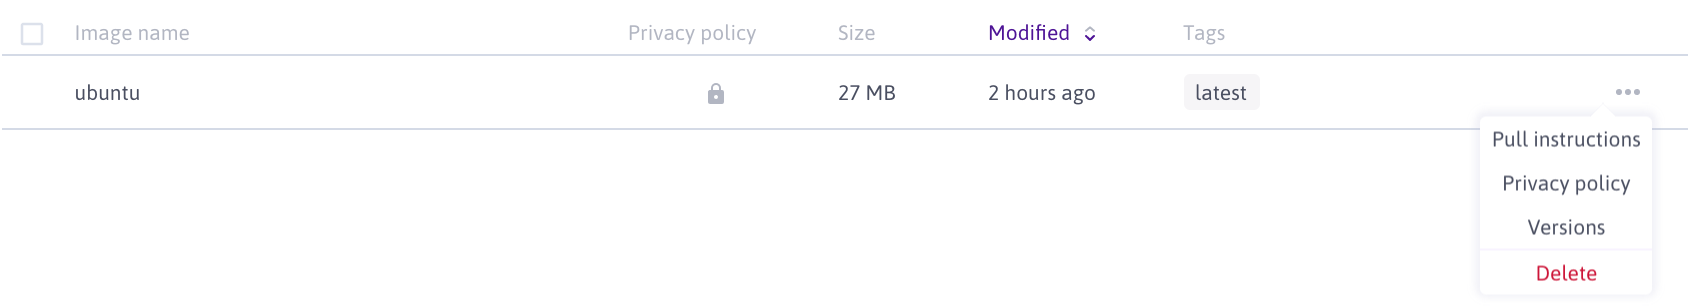 Image name Privacy policy Size Modified Tags
ubuntu 27 MB 2 hours ago latest
Pull instructions
Privacy policy
Versions
Delete